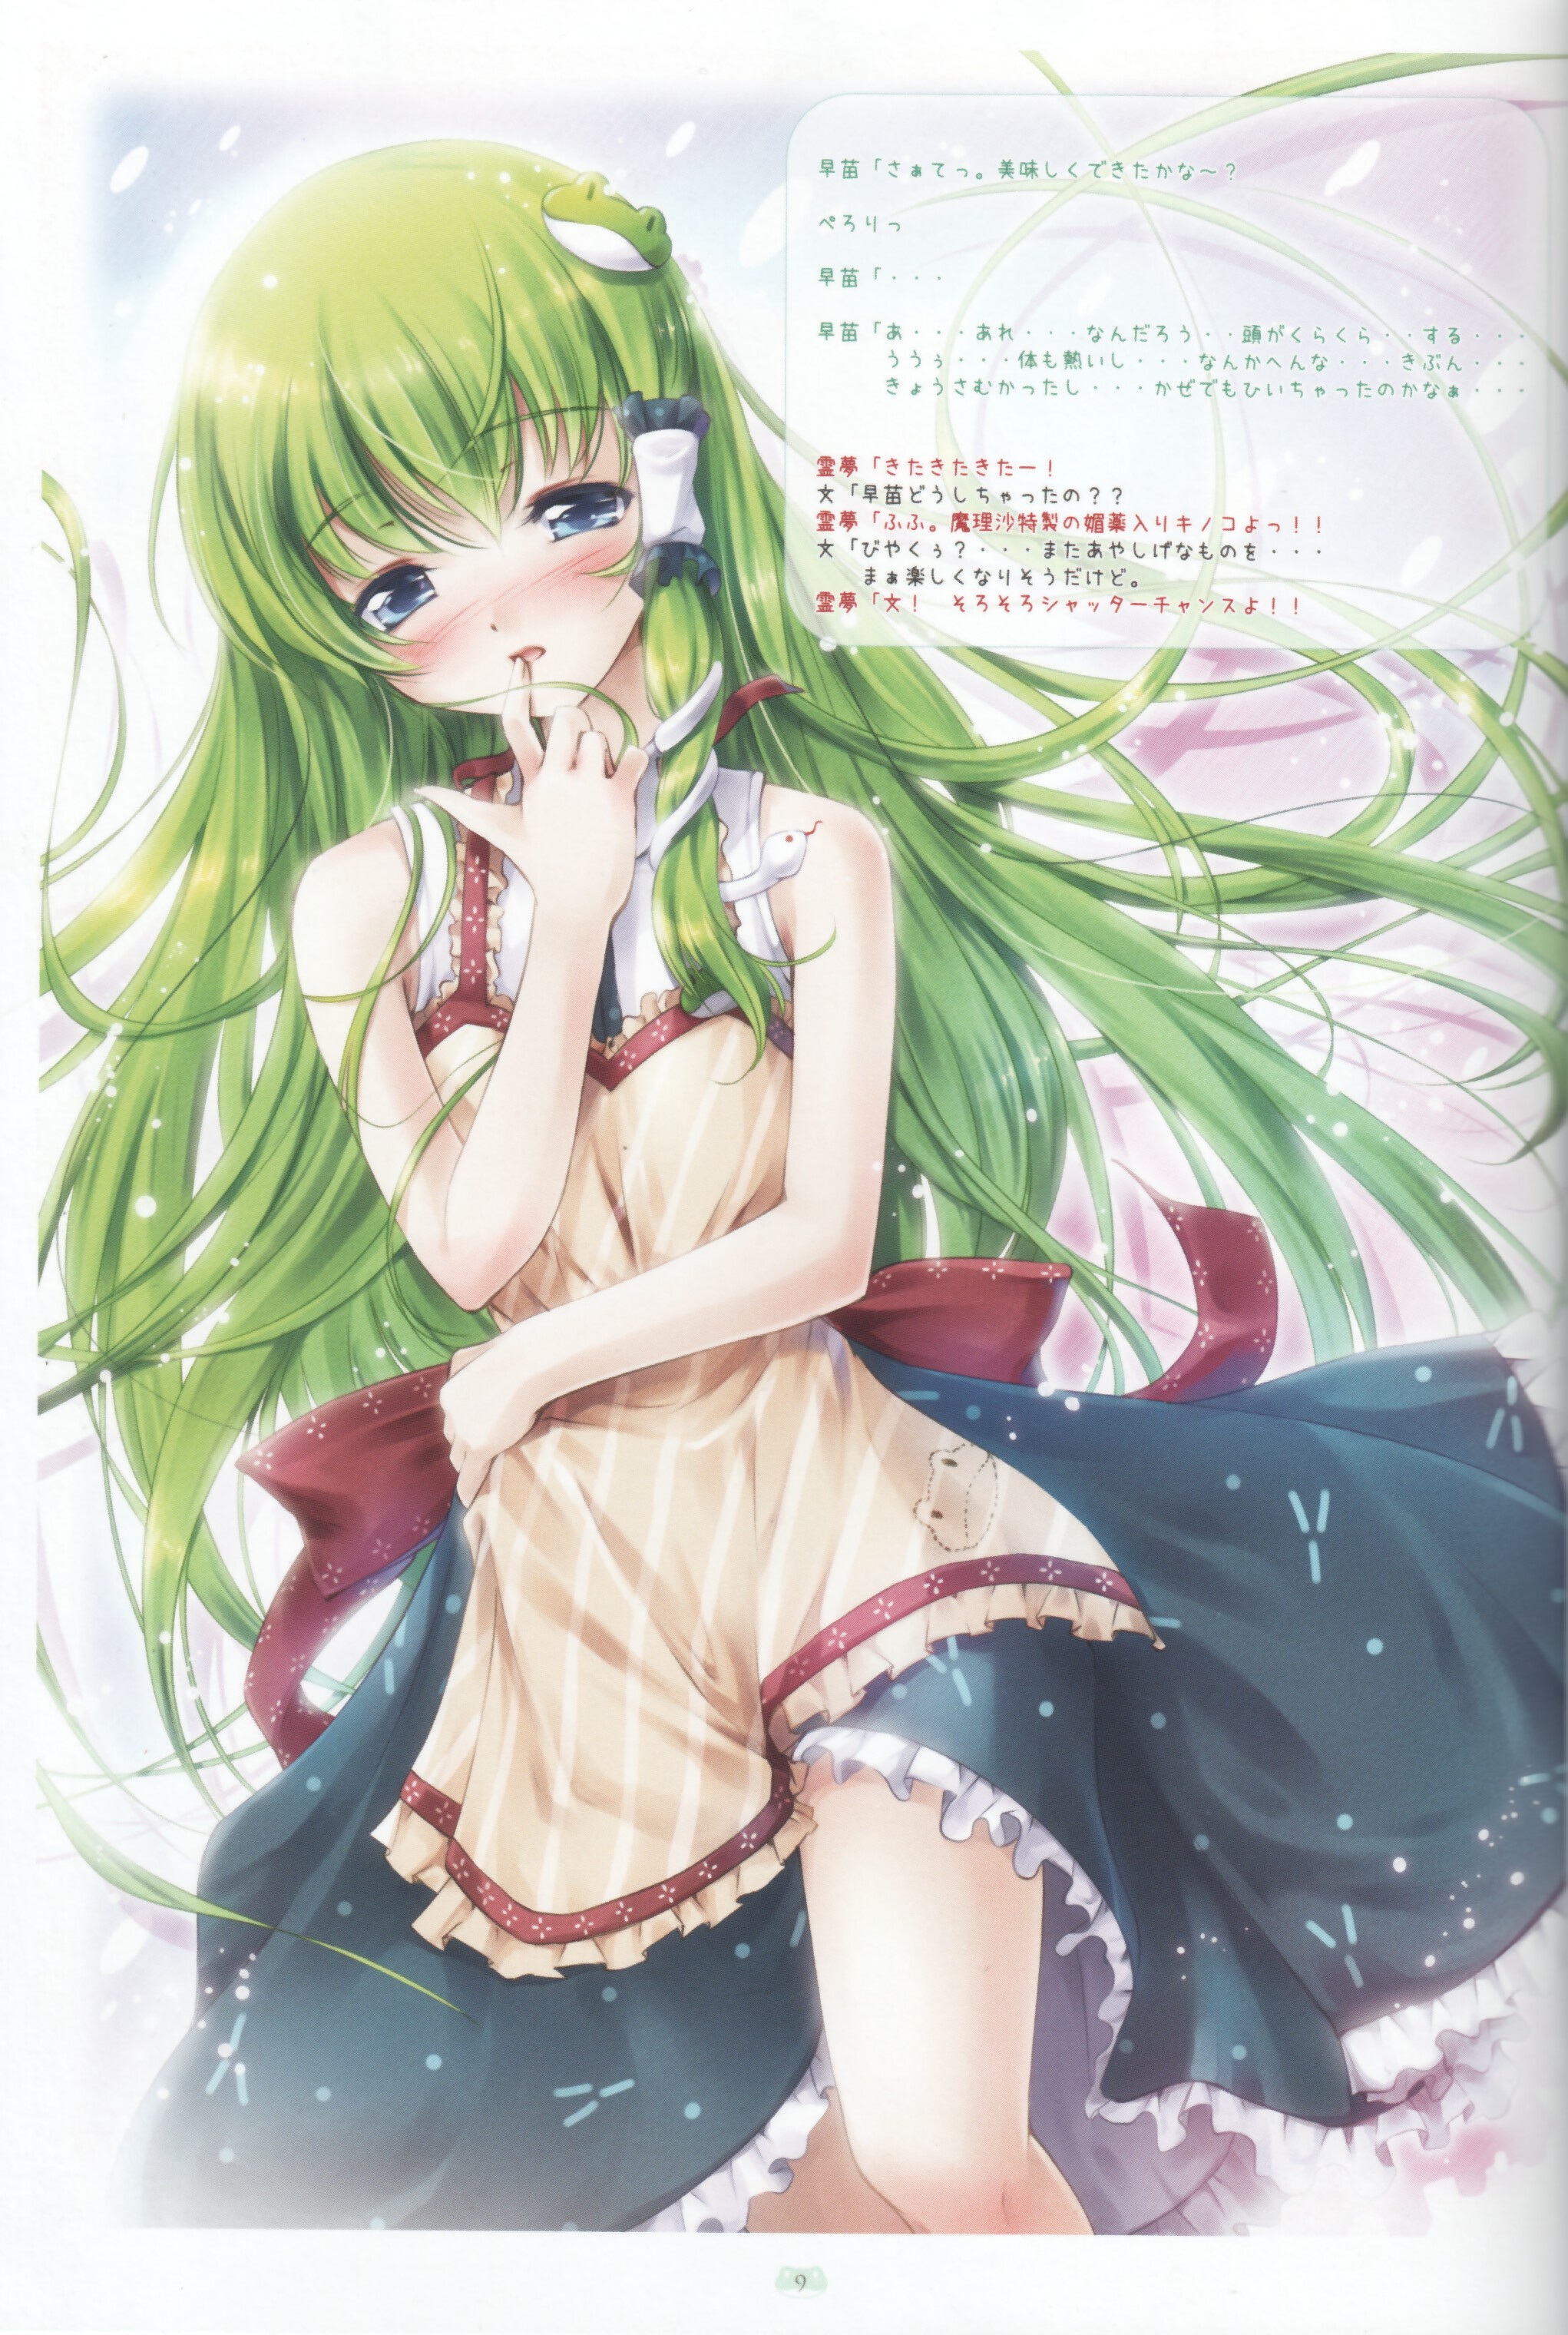 早苗「さぁてっ。美味しくできたかな～？
ぺろりっ
早苗「・・・
早苗「あ・・・あれ・・・なんだろう・・頭がくらくら・・する・・・
ううぅ・・・体も熱いし・・・なんかへんな・・・きぶん・・・
きょうさむかったし・・・かぜでもひいちゃったのかなぁ・・・
霊夢「きたきたきたー！
文「早苗どうしちゃったの？？
霊夢「ふふ。魔理沙特製の媚薬入りキノコよっ！！
文「びやくぅ？・・・またあやしげなものを・・・
まぁ楽しくなりそうだけど。
霊夢「文！　そろそろシャッターチャンスよ！！
9